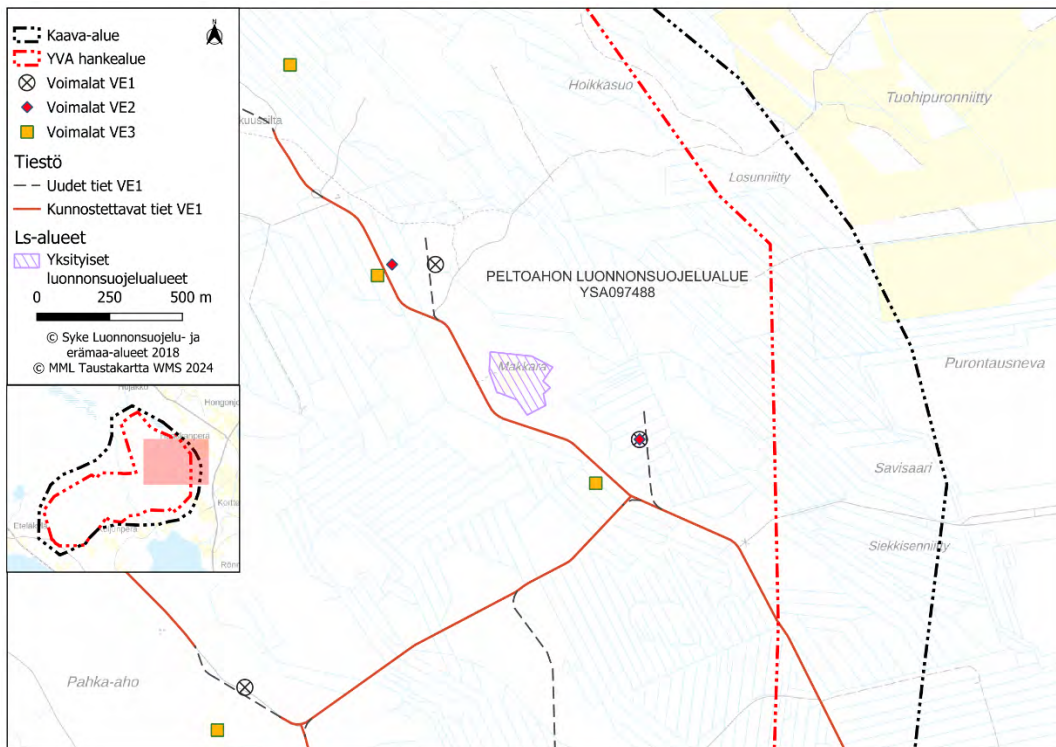 Kaava-alue
YVA hankealue
Voimalat VE1
Voimalat VE2
Voimalat VE3
Tiestö
Uudet tiet VE1
Kunnostettavat tiet VE1
Ls-alueet
Yksityiset
luonnonsuojelualueet
0 250 500 m
© Syke Luonnonsuojelu- ja
erämaa-alueet 2018
© MML Taustakartta WMS 2024
N
kuussilta
Hoikkasuo
Tuohipuronniitty
Losunniitty
PELTOAHON LUONNONSUOJELUALUE
YSA097488
Makkara
Purontausneva
Savisaari
Siekkisenniitty
Pahka-aho
Hongonjo